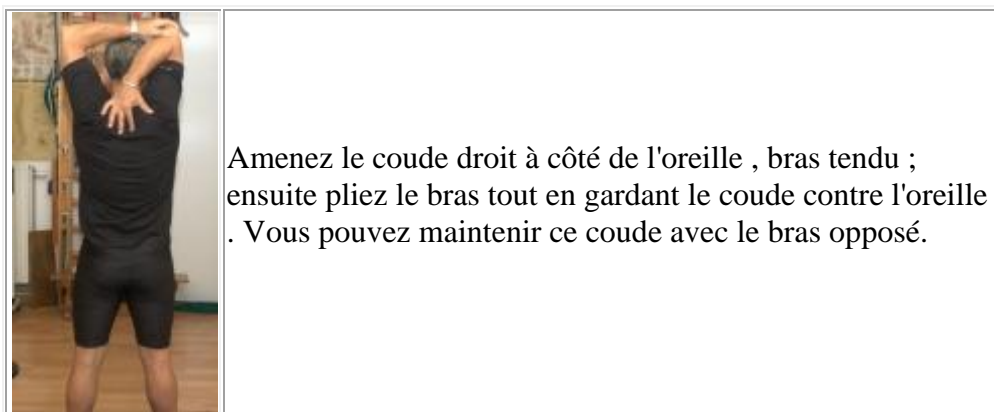 Amenez le coude droit à côté de l'oreille , bras tendu ;
ensuite pliez le bras tout en gardant le coude contre l'oreille
. Vous pouvez maintenir ce coude avec le bras opposé.